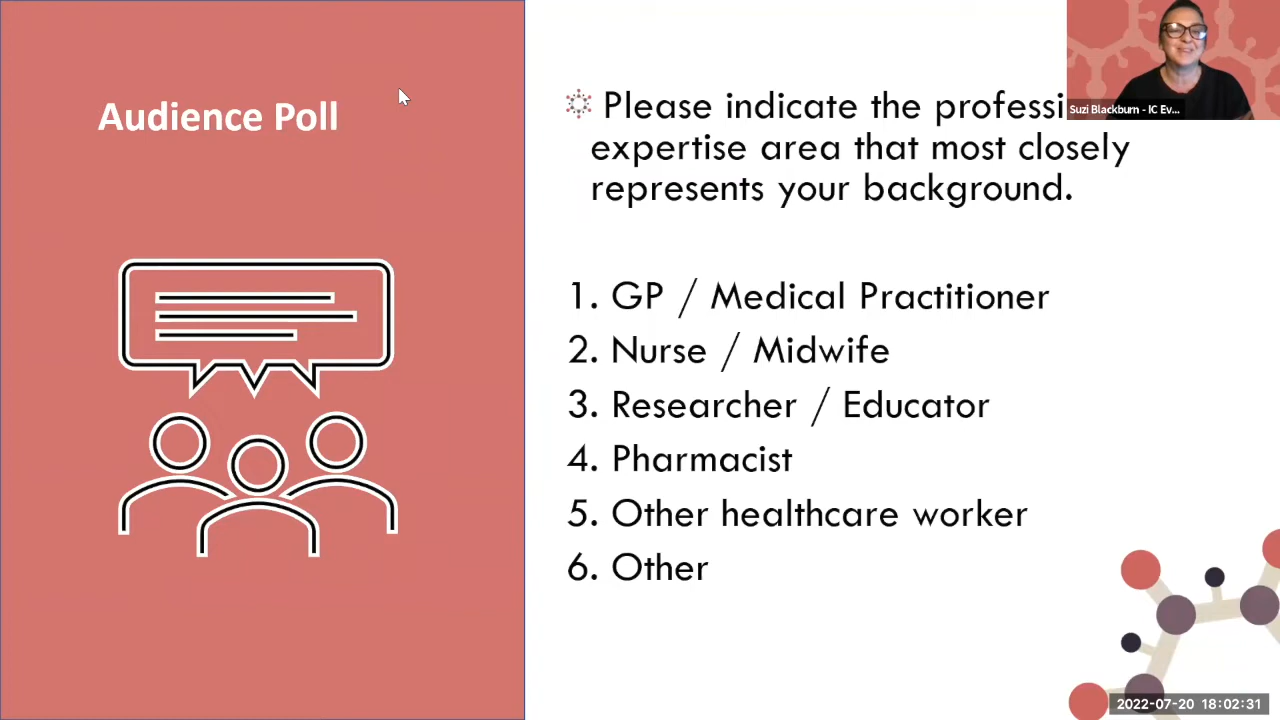 Audience Poll
Please indicate the professi
expertise area that most closely
represents your background.
1. GP / Medical Practitioner
2. Nurse / Midwife
3. Researcher / Educator
4. Pharmacist
5. Other healthcare worker
6. Other
Suzi Blackburn - IC Ev...
2022-07-20 18:02:31